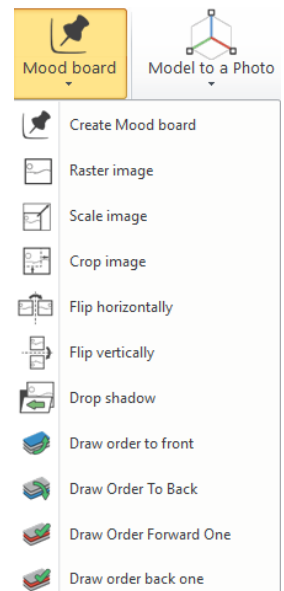 Mood board
Model to a Photo
Create Mood board
Raster image
Scale image
Crop image
Flip horizontally
Flip vertically
Drop shadow
Draw order to front
Draw Order To Back
Draw Order Forward One
Draw order back one